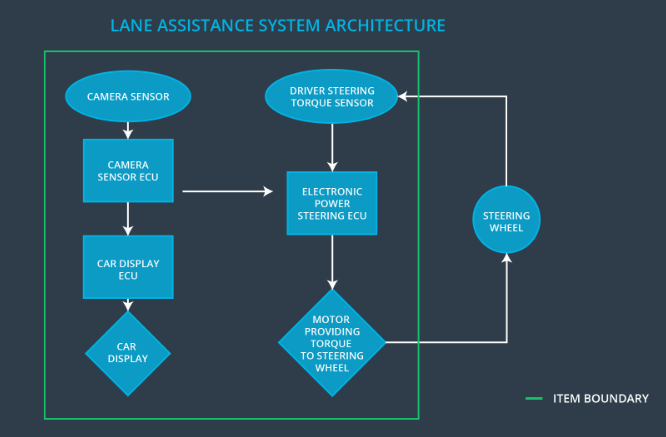 LANE ASSISTANCE SYSTEM ARCHITECTURE
CAMERA SENSOR
CAMERA
SENSOR ECU
CAR DISPLAY
ECU
CAR
DISPLAY
DRIVER STEERING
TORQUE SENSOR
ELECTRONIC
POWER
STEERING ECU
MOTOR
PROVIDING
TORQUE
TO STEERING
WHEEL
STEERING
WHEEL
ITEM BOUNDARY